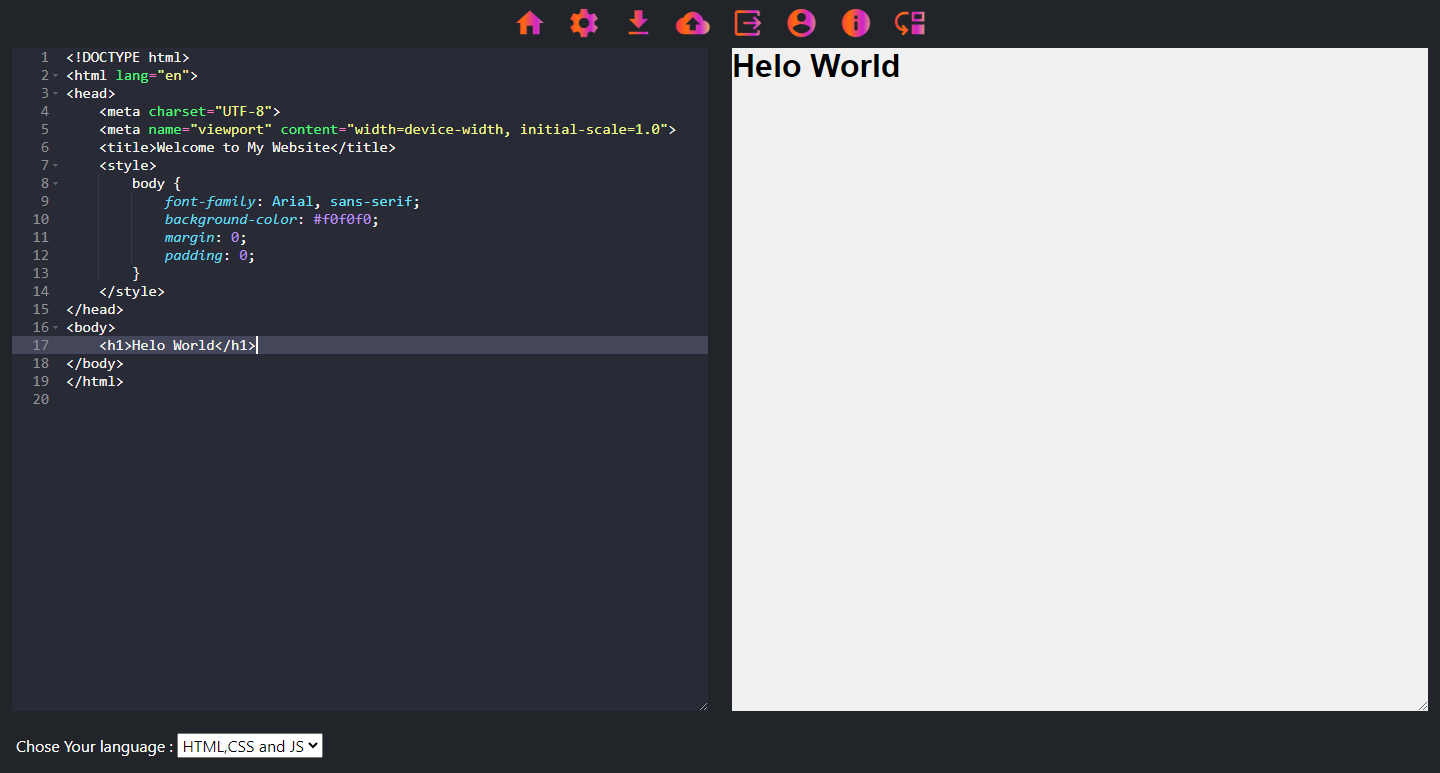 1 <!DOCTYPE html>
2 <html lang="en">
3 <head>
4     <meta charset="UTF-8">
5     <meta name="viewport" content="width=device-width, initial-scale=1.0">
6     <title>Welcome to My Website</title>
7     <style>
8         body {
9             font-family: Arial, sans-serif;
10             background-color: #f0f0f0;
11             margin: 0;
12             padding: 0;
13         }
14     </style>
15 </head>
16 <body>
17     <h1>Helo World</h1>
18 </body>
19 </html>
20
Helo World
Chose Your language : HTML,CSS and JS